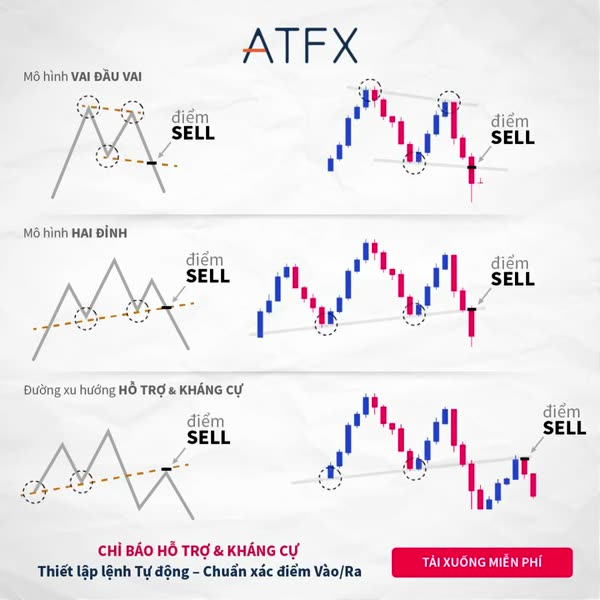 ATFX
Mô hình VAI ĐẦU VAI
điểm
SELL
điểm
SELL
Mô hình HAI ĐỈNH
điểm
SELL
điểm
SELL
Đường xu hướng HỖ TRỢ & KHÁNG CỰ
điểm
SELL
điểm
SELL
CHỈ BÁO HỖ TRỢ & KHÁNG CỰ
Thiết lập lệnh Tự động – Chuẩn xác điểm Vào/Ra
TẢI XUỐNG MIỄN PHÍ